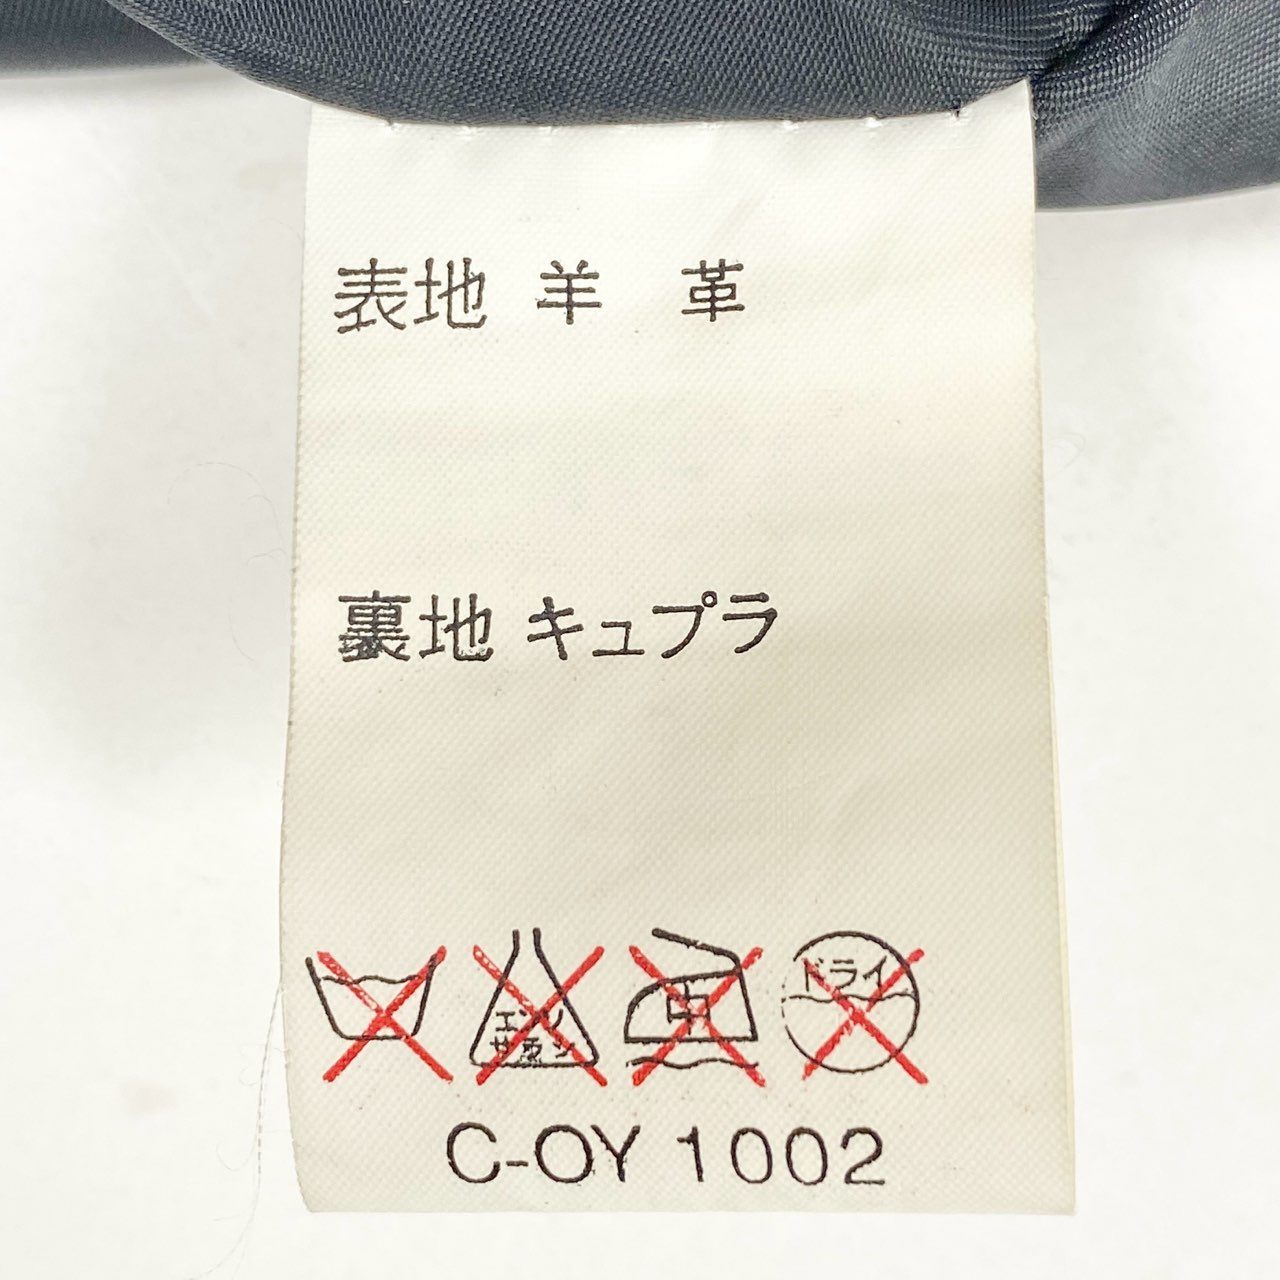 表地 羊 革
裏地 キュプラ
エンソ サラシ 中 ドライ
C-OY 1002